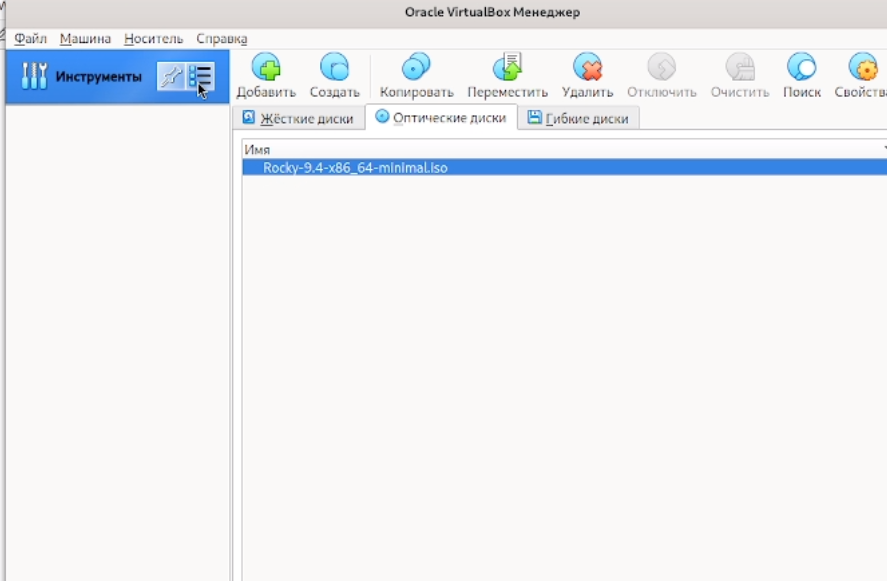 Oracle VirtualBox Менеджер
Файл Машина Носитель Справка
Инструменты
Добавить Создать Копировать Переместить Удалить Отключить Очистить Поиск Свойства
Жёсткие диски Оптические диски Гибкие диски
Имя
Rocky-9.4-x86_64-minimal.iso